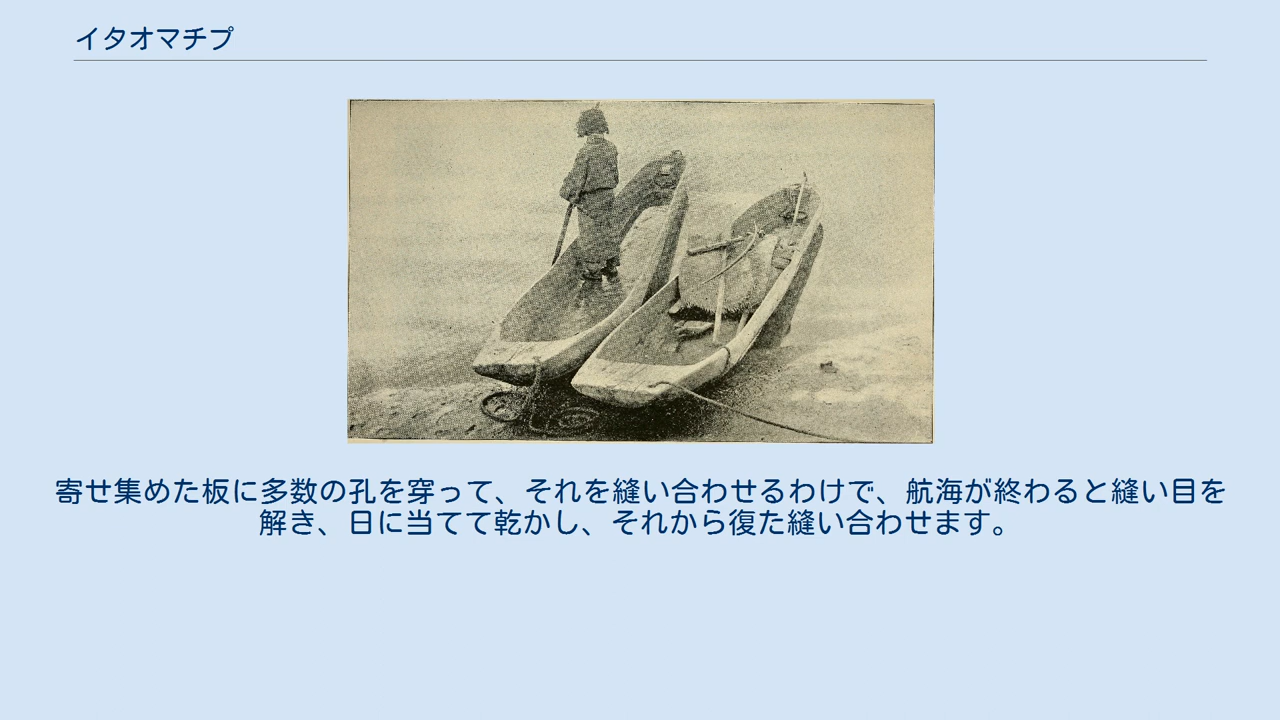 イタオマチプ
寄せ集めた板に多数の孔を穿って、それを縫い合わせるわけで、航海が終わると縫い目を
解き、日に当てて乾かし、それから復た縫い合わせます。